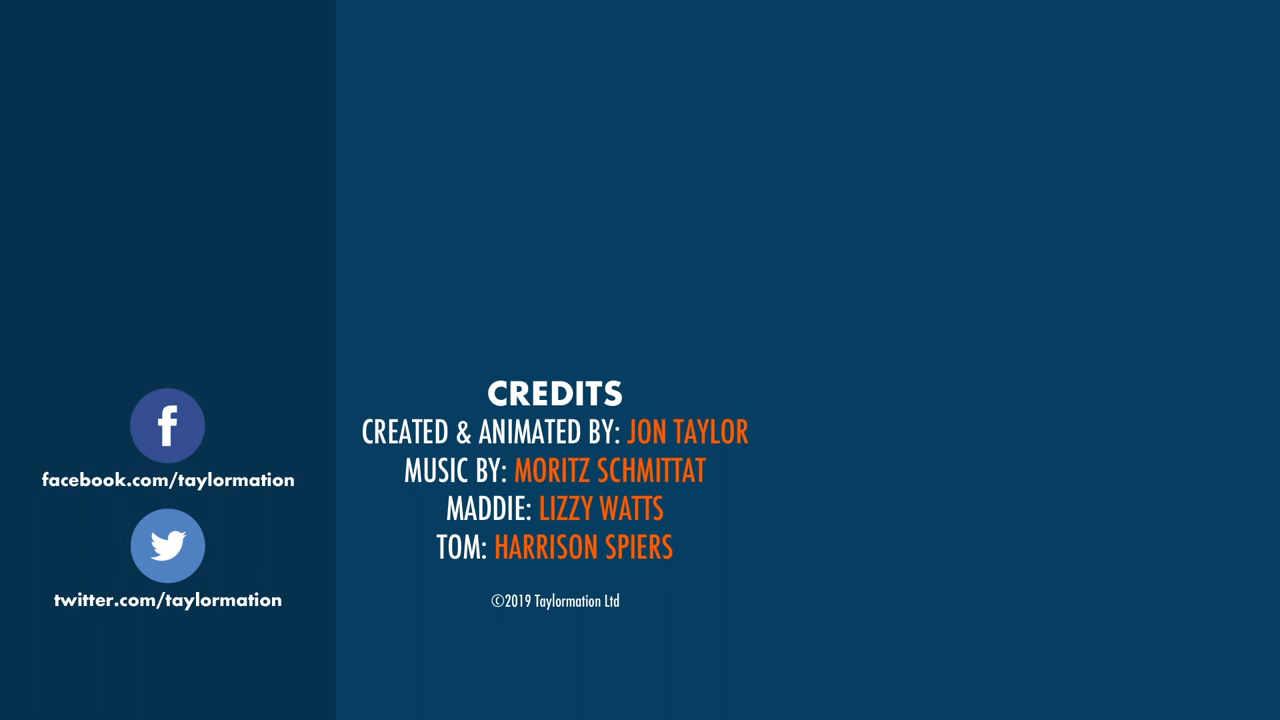 facebook.com/taylormation
twitter.com/taylormation
CREDITS
CREATED & ANIMATED BY: JON TAYLOR
MUSIC BY: MORITZ SCHMITTAT
MADDIE: LIZZY WATTS
TOM: HARRISON SPIERS
©2019 Taylormation Ltd